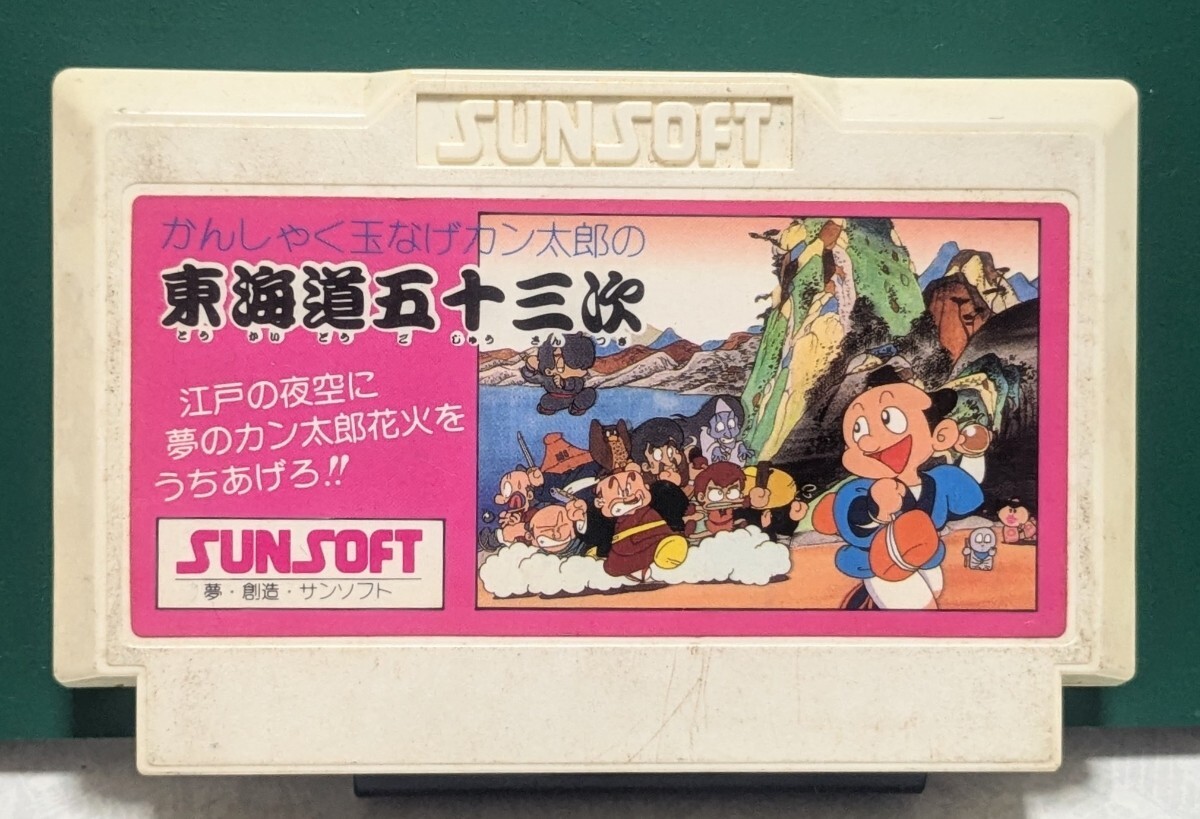 SUNSOFT
かんしゃく玉なげカン太郎の
東海道五十三次
とうかいどうごじゅうさんつぎ
江戸の夜空に
夢のカン太郎花火を
うちあげろ!!
SUNSOFT
夢・創造・サンソフト